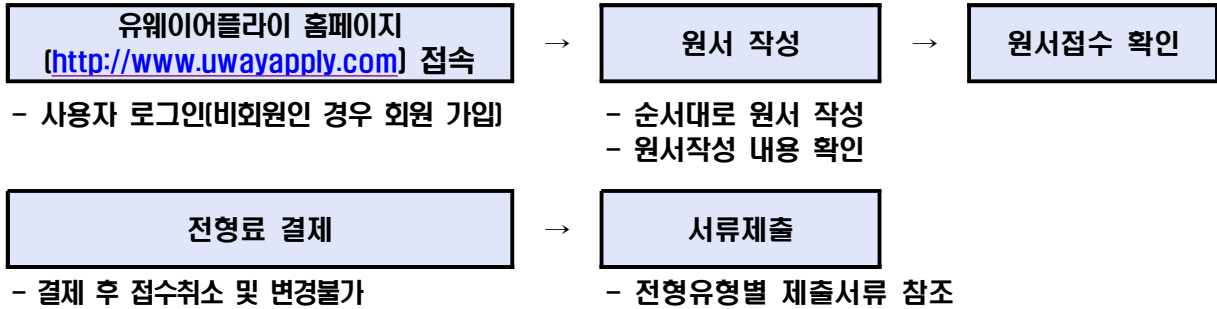 유웨이어플라이 홈페이지
(http://www.uwayapply.com) 접속
→
원서 작성
→
원서접수 확인
- 사용자 로그인(비회원인 경우 회원 가입)
- 순서대로 원서 작성
- 원서작성 내용 확인
전형료 결제
→
서류제출
- 결제 후 접수취소 및 변경불가
- 전형유형별 제출서류 참조